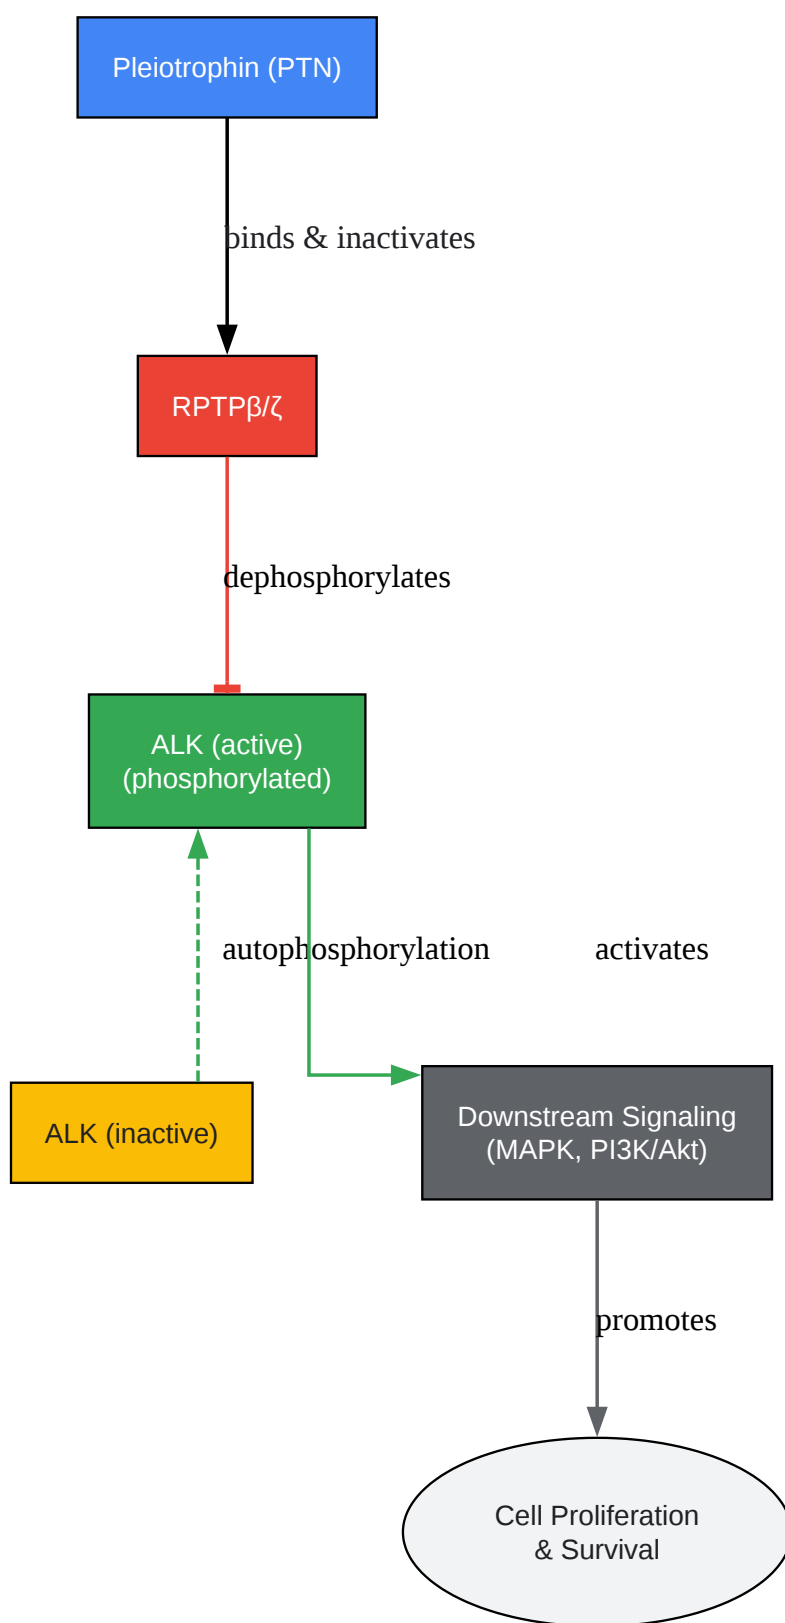 Pleiotrophin (PTN)
binds & inactivates
RPTPβ/ζ
dephosphorylates
ALK (active)
(phosphorylated)
autophosphorylation
activates
ALK (inactive)
Downstream Signaling
(MAPK, PI3K/Akt)
promotes
Cell Proliferation
& Survival